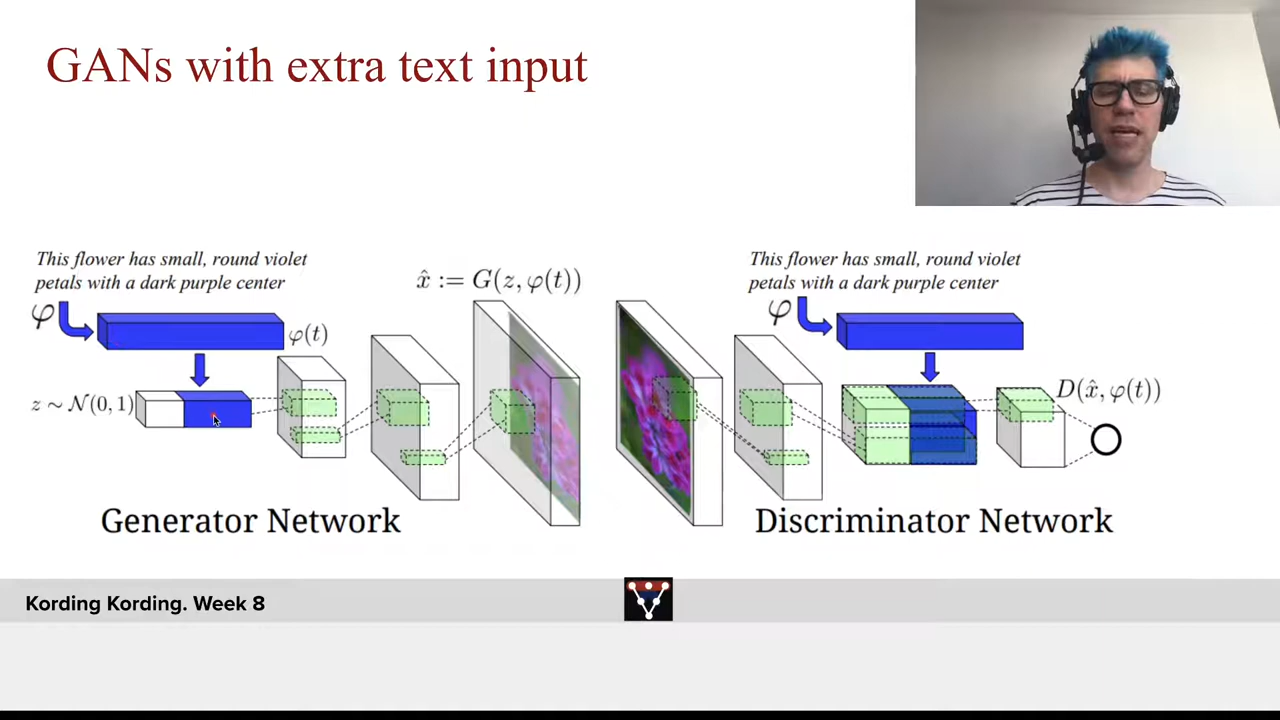 GANs with extra text input
This flower has small, round violet
petals with a dark purple center
φ
φ(t)
z ∼ 𝒩(0, 1)
x̂ := G(z, φ(t))
Generator Network
This flower has small, round violet
petals with a dark purple center
φ
D(x̂, φ(t))
Discriminator Network
Kording Kording. Week 8